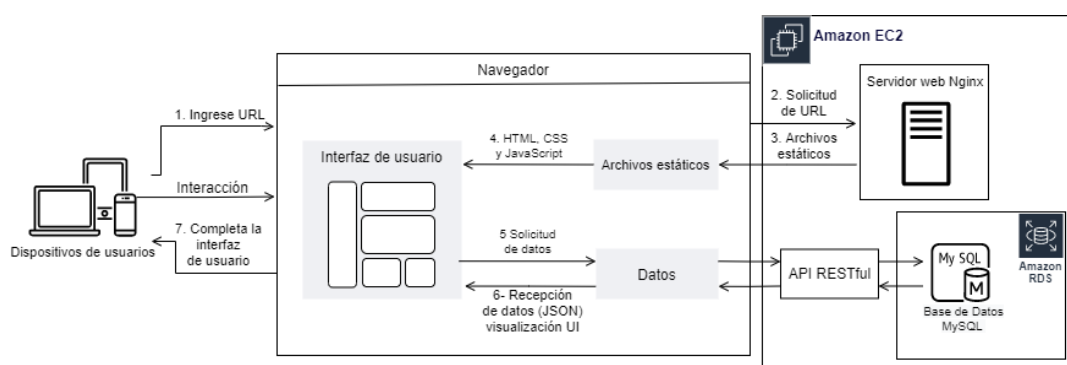 Amazon EC2
Navegador
Servidor web Nginx
1. Ingrese URL
2. Solicitud
de URL
3. Archivos
estáticos
Interfaz de usuario
4. HTML, CSS
y JavaScript
Archivos estáticos
Interacción
Dispositivos de usuarios
7. Completa la
interfaz
de usuario
5 Solicitud
de datos
Datos
6- Recepción
de datos (JSON)
visualización UI
API RESTful
My SQL
M
Base de Datos
MySQL
Amazon
RDS